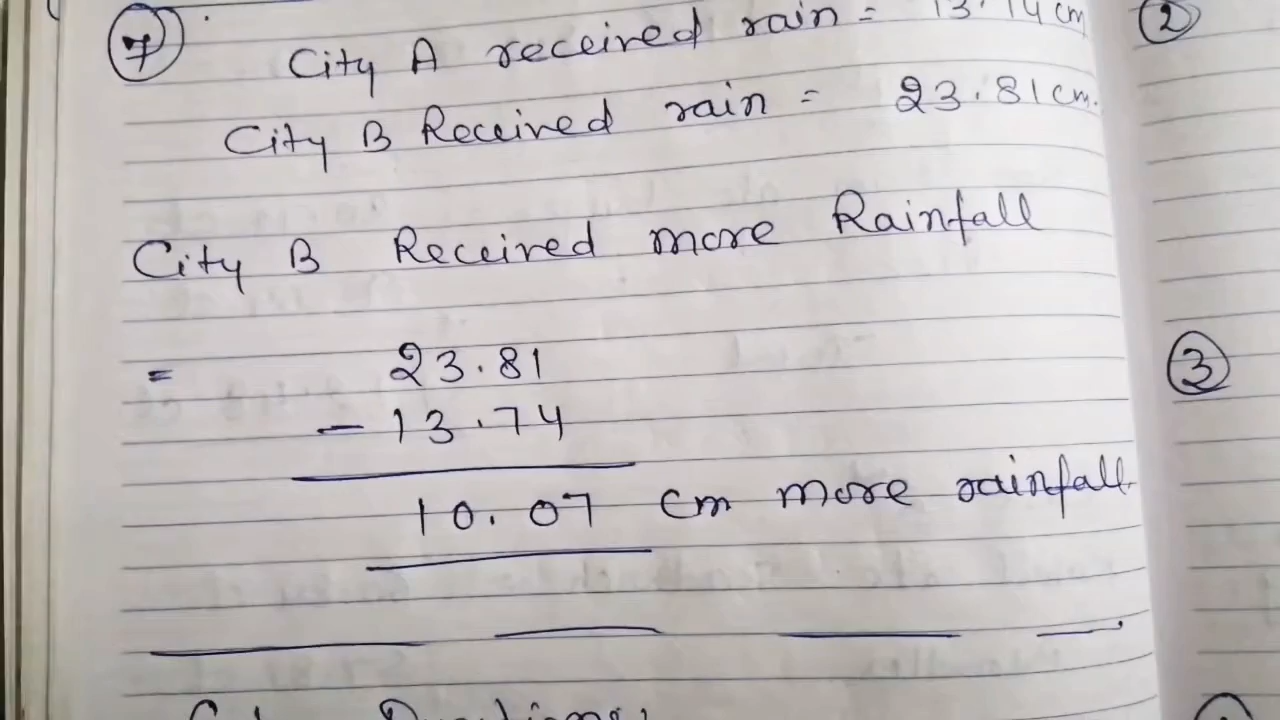 7
City A received rain = 13.74 cm
City B Received rain = 23.81 cm.
City B Received more Rainfall
= 23.81
- 13.74
10.07 cm more rainfall.
2
3